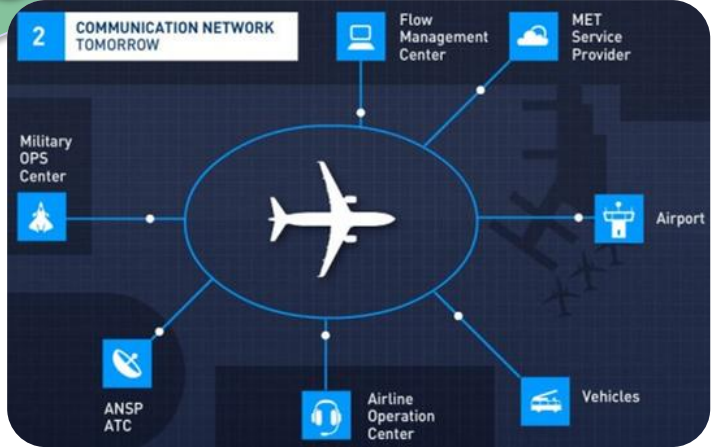 2
COMMUNICATION NETWORK
TOMORROW
Flow
Management
Center
MET
Service
Provider
Military
OPS
Center
Airport
ANSP
ATC
Airline
Operation
Center
Vehicles